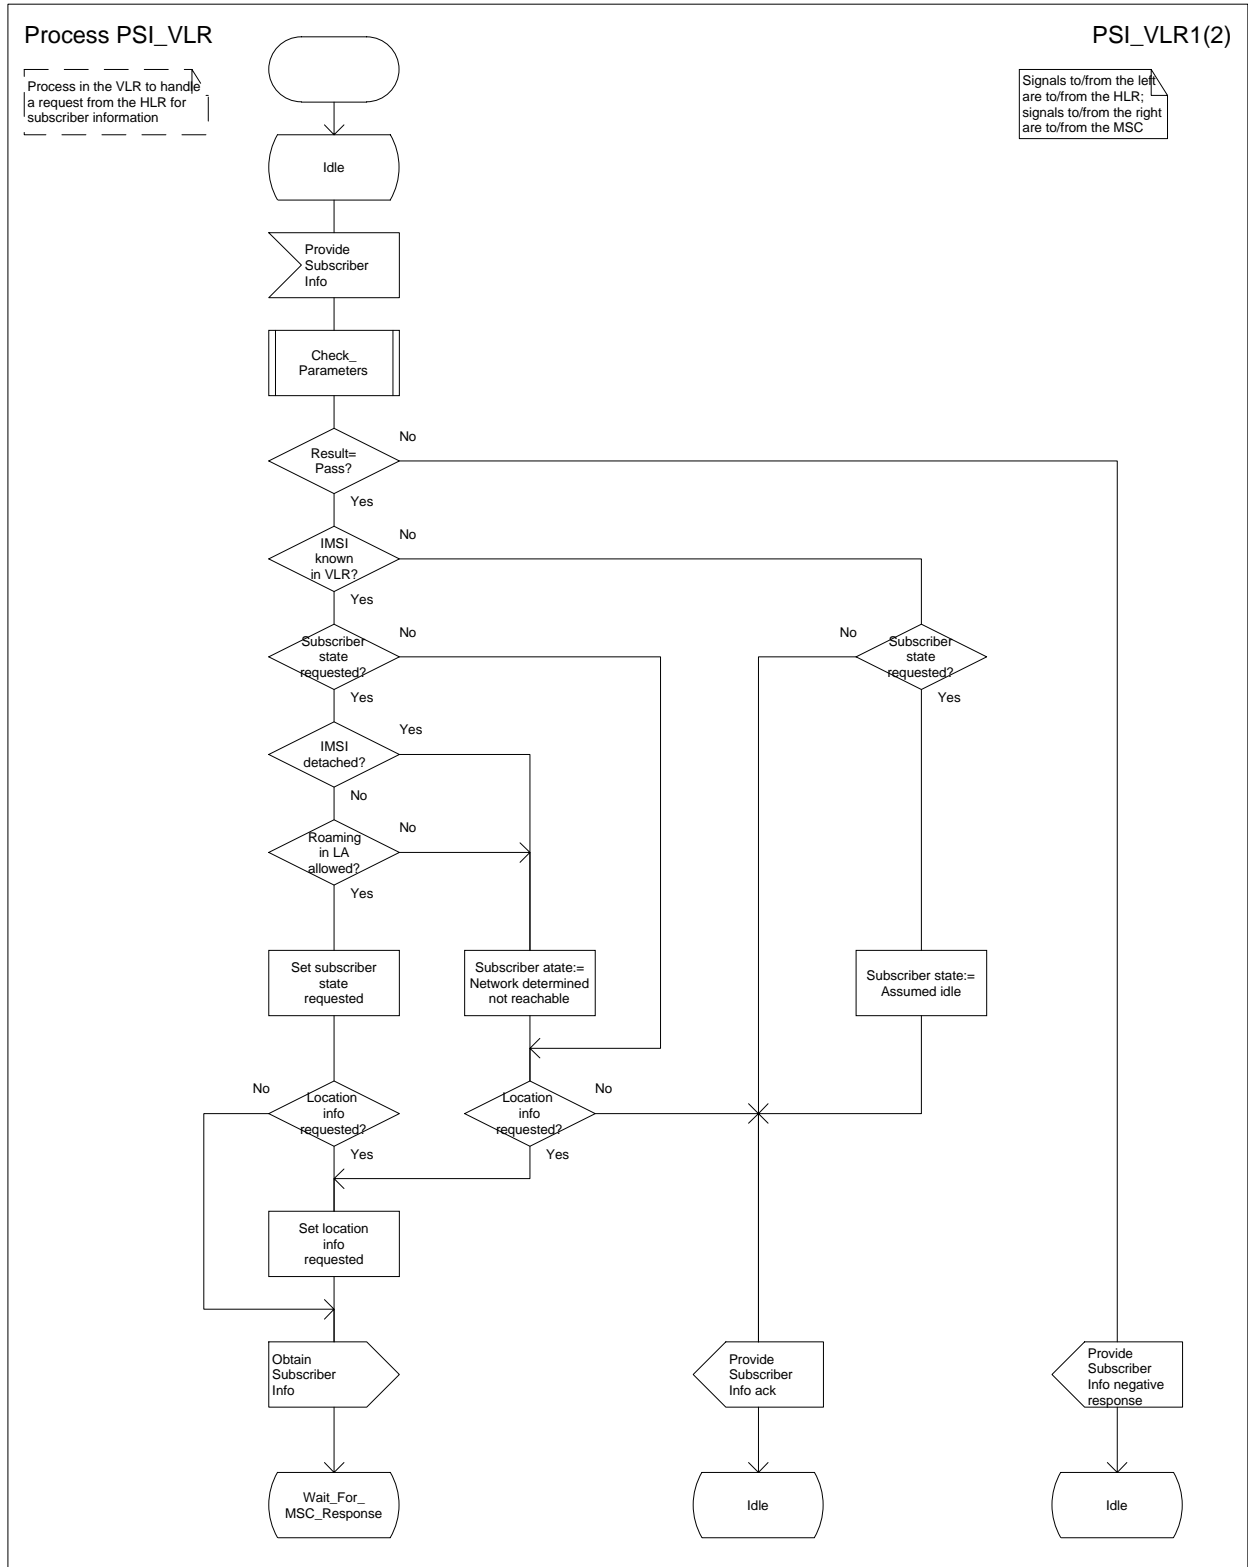 Process PSI_VLR
PSI_VLR1(2)
Process in the VLR to handle
a request from the HLR for
subscriber information
Signals to/from the left
are to/from the HLR;
signals to/from the right
are to/from the MSC
Idle
Provide
Subscriber
Info
Check_
Parameters
Result=
Pass?
No
Yes
IMSI
known
in VLR?
No
Yes
Subscriber
state
requested?
No
Yes
No
Subscriber
state
requested?
Yes
IMSI
detached?
Yes
No
Roaming
in LA
allowed?
No
Yes
Set subscriber
state
requested
Subscriber atate:=
Network determined
not reachable
Subscriber state:=
Assumed idle
No
Location
info
requested?
Yes
Location
info
requested?
No
Yes
Set location
info
requested
Obtain
Subscriber
Info
Provide
Subscriber
Info ack
Provide
Subscriber
Info negative
response
Wait_For_
MSC_Response
Idle
Idle